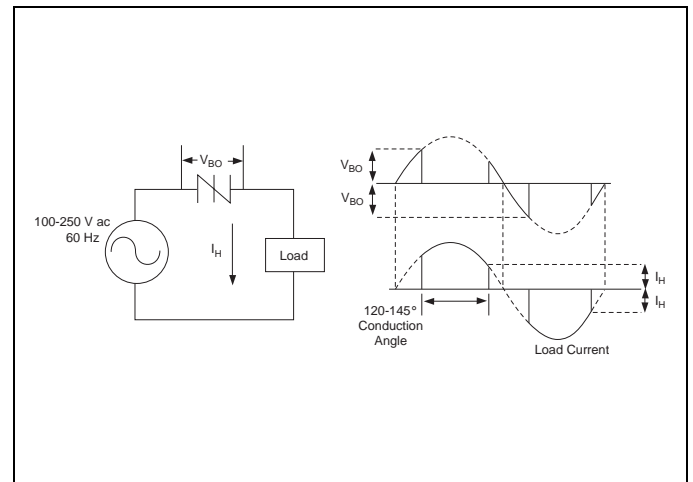 V_BO
100-250 V ac
60 Hz
I_H
Load
V_BO
V_BO
I_H
I_H
120-145°
Conduction
Angle
Load Current